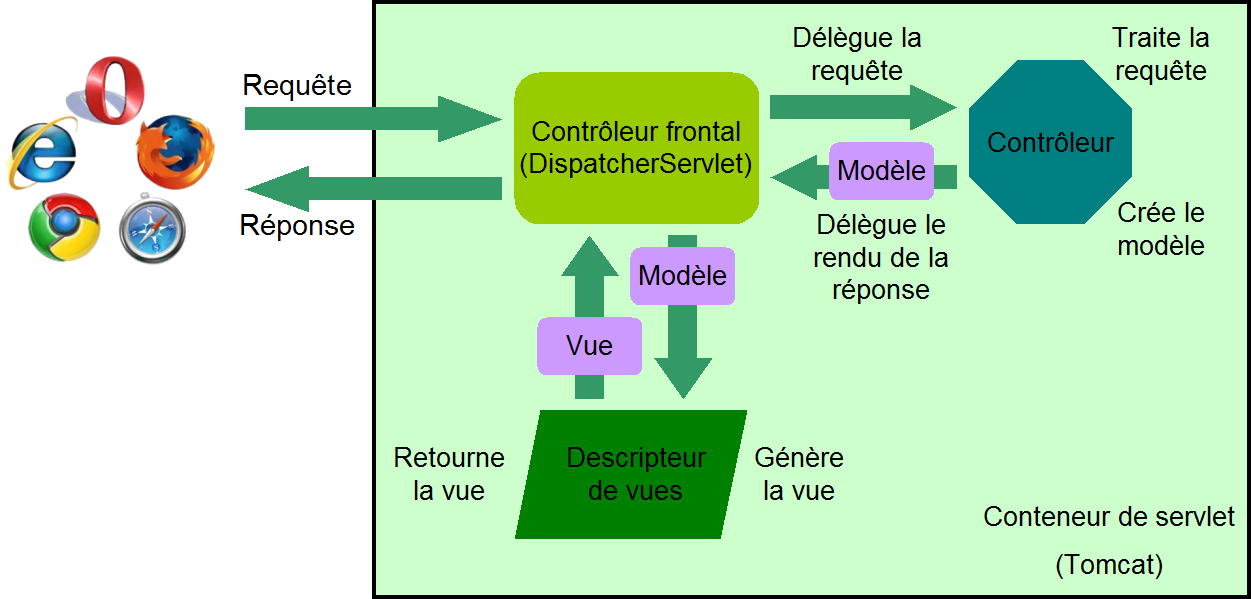 Requête
Réponse
Contrôleur frontal
(DispatcherServlet)
Délègue la
requête
Traite la
requête
Contrôleur
Modèle
Crée le
modèle
Délègue le
rendu de la
réponse
Modèle
Vue
Retourne
la vue
Descripteur
de vues
Génère
la vue
Conteneur de servlet
(Tomcat)